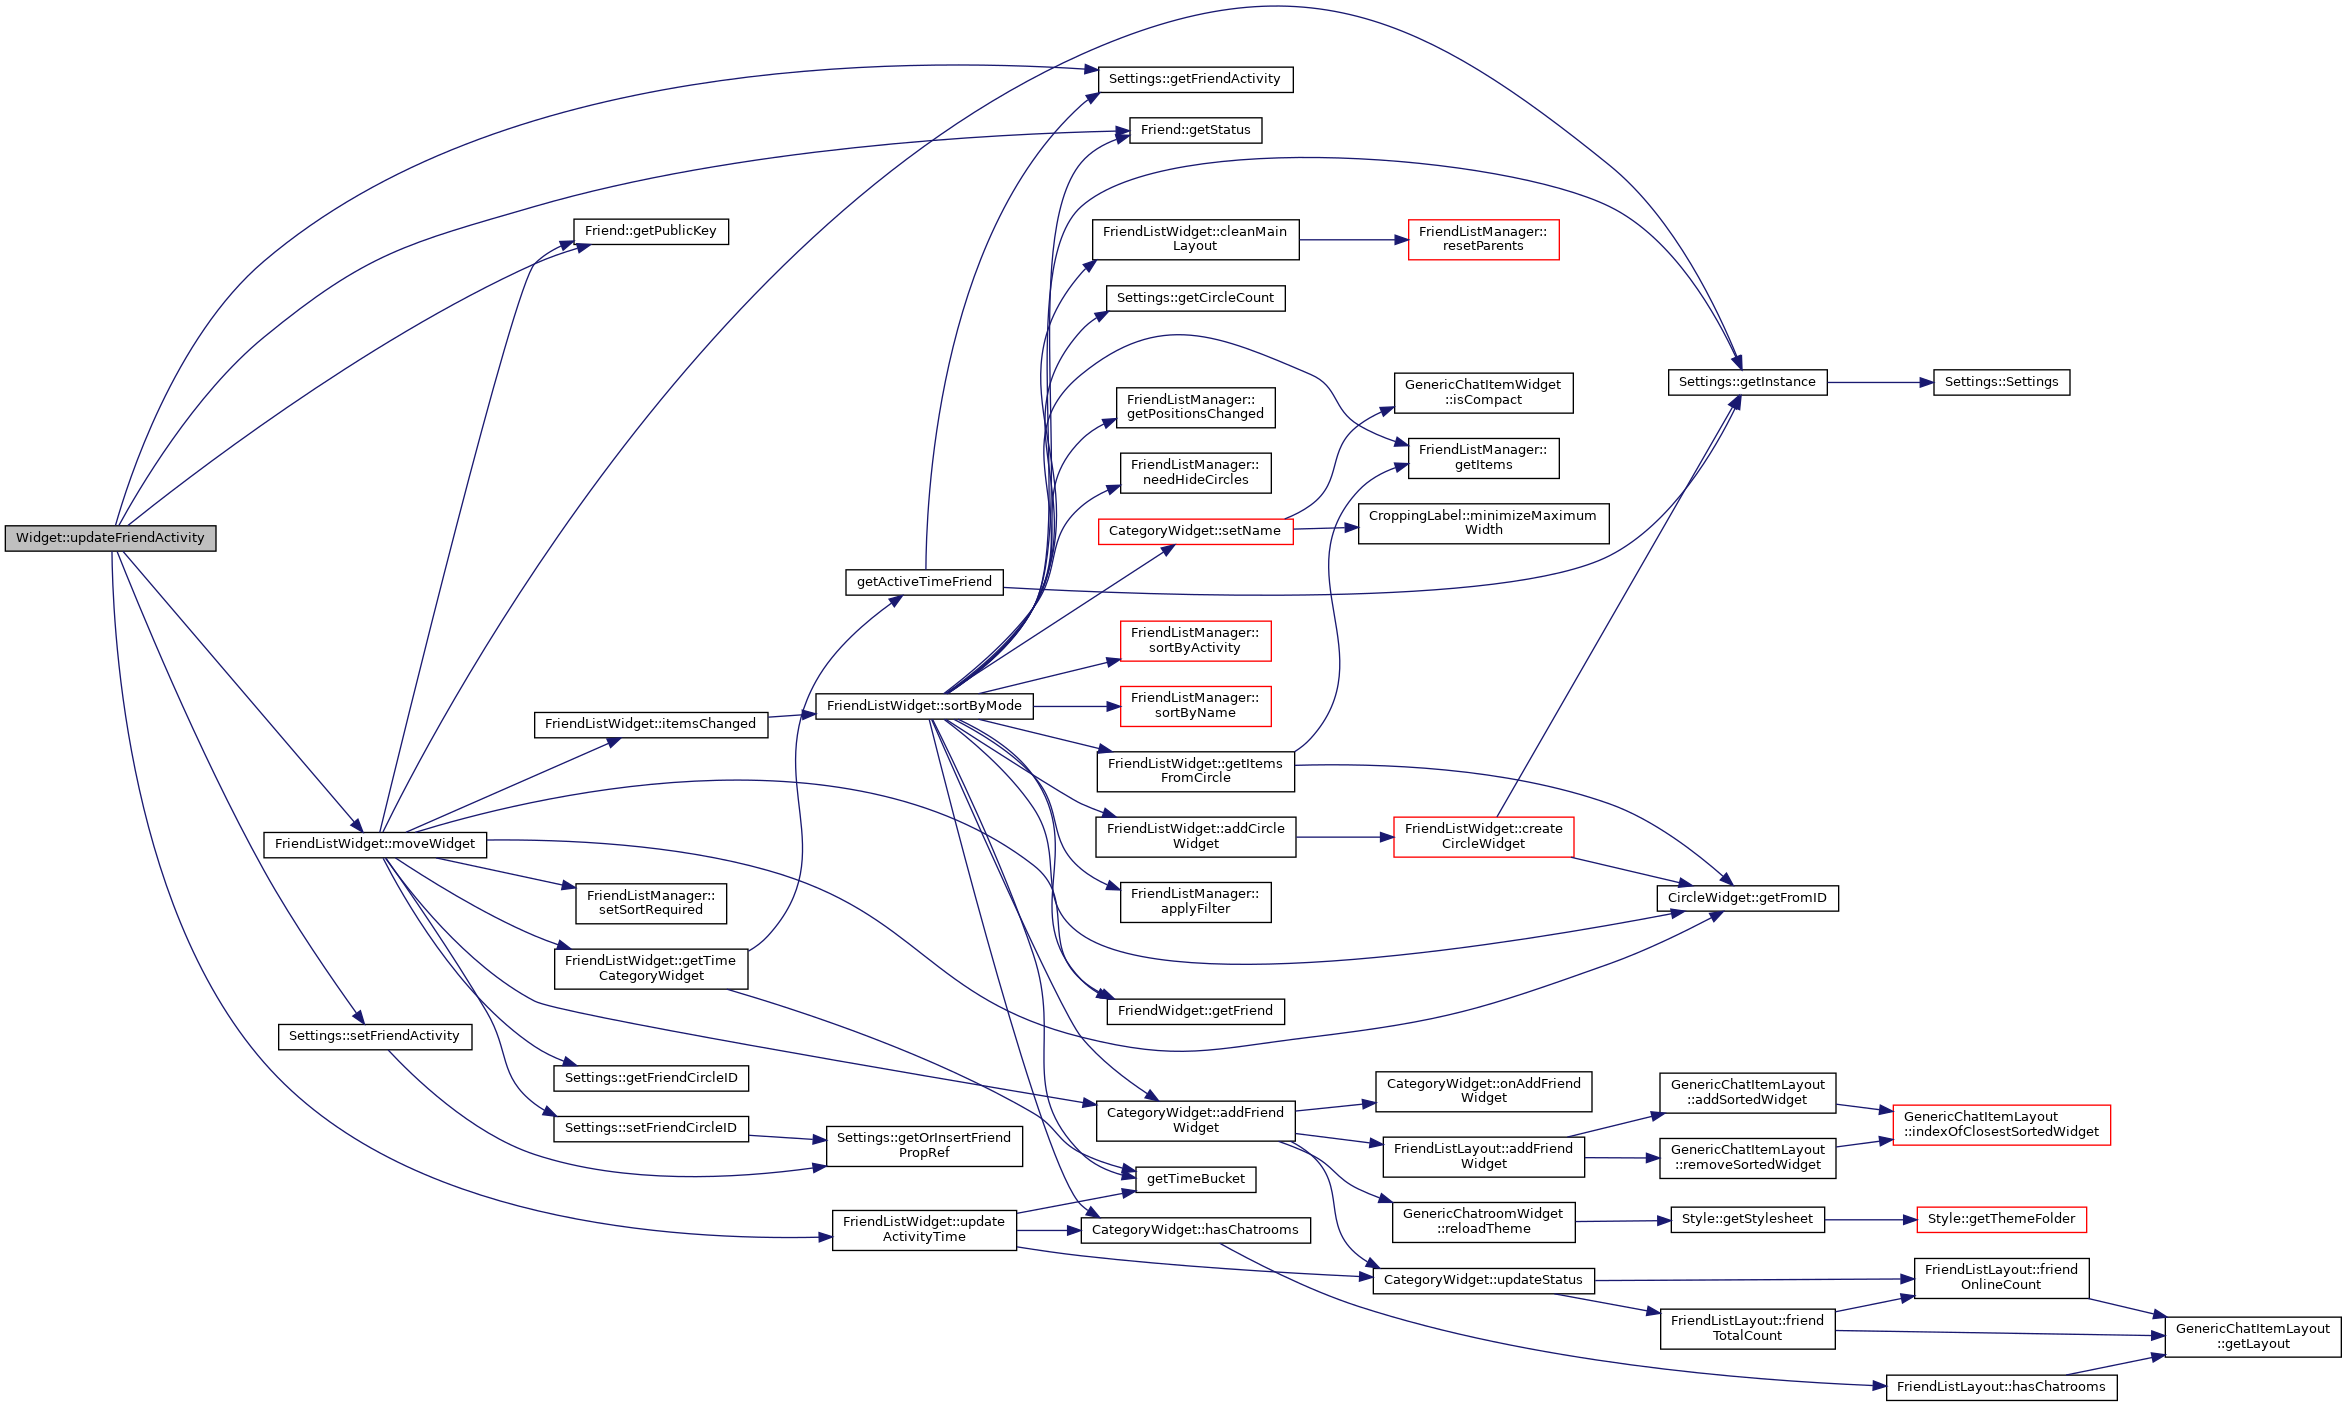 Widget::updateFriendActivity
Friend::getPublicKey
FriendListWidget::moveWidget
Settings::setFriendActivity
FriendListWidget::itemsChanged
FriendListManager::
setSortRequired
FriendListWidget::getTime
CategoryWidget
Settings::getFriendCircleID
Settings::setFriendCircleID
getActiveTimeFriend
FriendListWidget::sortByMode
Settings::getOrInsertFriend
PropRef
FriendListWidget::update
ActivityTime
Settings::getFriendActivity
Friend::getStatus
FriendListWidget::cleanMain
Layout
Settings::getCircleCount
FriendListManager::
getPositionsChanged
FriendListManager::
needHideCircles
CategoryWidget::setName
FriendListManager::
sortByActivity
FriendListManager::
sortByName
FriendListWidget::getItems
FromCircle
FriendListWidget::addCircle
Widget
FriendListManager::
applyFilter
FriendWidget::getFriend
CategoryWidget::addFriend
Widget
getTimeBucket
CategoryWidget::hasChatrooms
FriendListManager::
resetParents
GenericChatItemWidget
::isCompact
FriendListManager::
getItems
CroppingLabel::minimizeMaximum
Width
FriendListWidget::create
CircleWidget
CategoryWidget::onAddFriend
Widget
FriendListLayout::addFriend
Widget
GenericChatroomWidget
::reloadTheme
CategoryWidget::updateStatus
Settings::getInstance
CircleWidget::getFromID
GenericChatItemLayout
::addSortedWidget
GenericChatItemLayout
::removeSortedWidget
Style::getStylesheet
FriendListLayout::friend
TotalCount
Settings::Settings
GenericChatItemLayout
::indexOfClosestSortedWidget
Style::getThemeFolder
FriendListLayout::friend
OnlineCount
FriendListLayout::hasChatrooms
GenericChatItemLayout
::getLayout